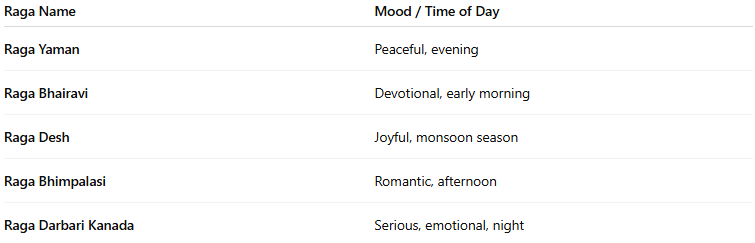 Raga Name Mood / Time of Day
Raga Yaman Peaceful, evening
Raga Bhairavi Devotional, early morning
Raga Desh Joyful, monsoon season
Raga Bhimpalasi Romantic, afternoon
Raga Darbari Kanada Serious, emotional, night